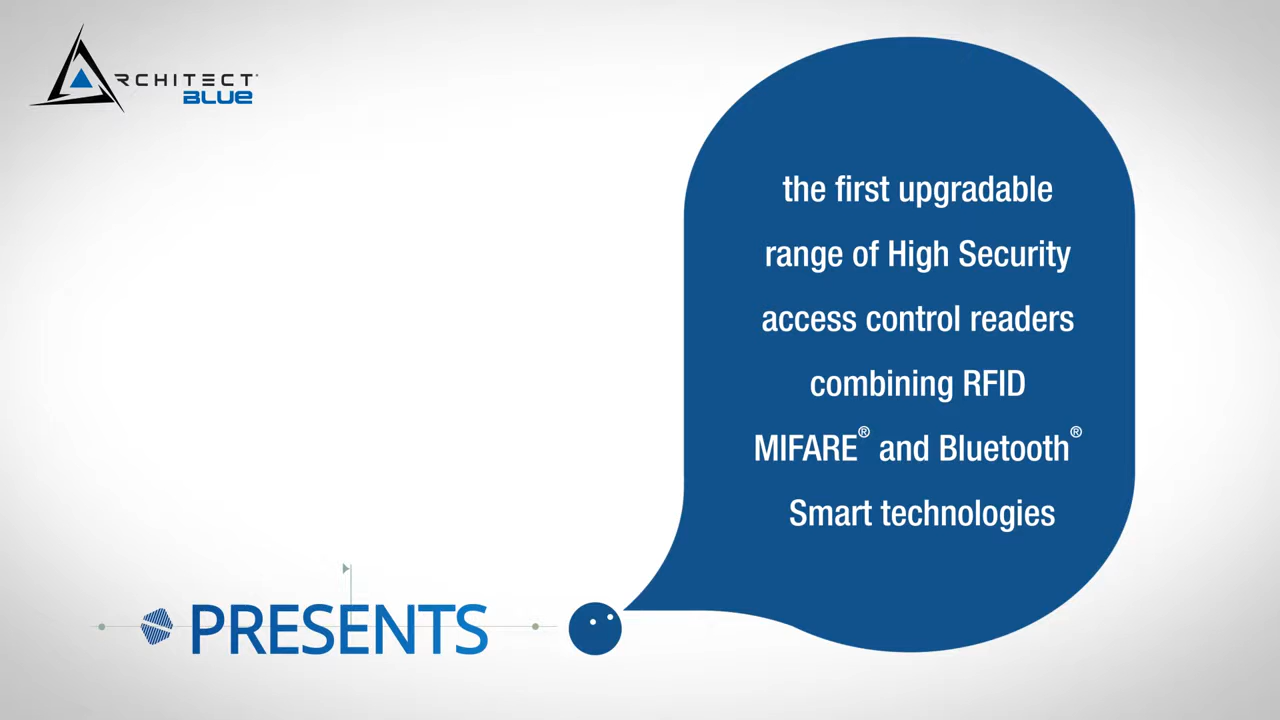 ARCHITECT
BLUE
the first upgradable
range of High Security
access control readers
combining RFID
MIFARE® and Bluetooth®
Smart technologies
PRESENTS